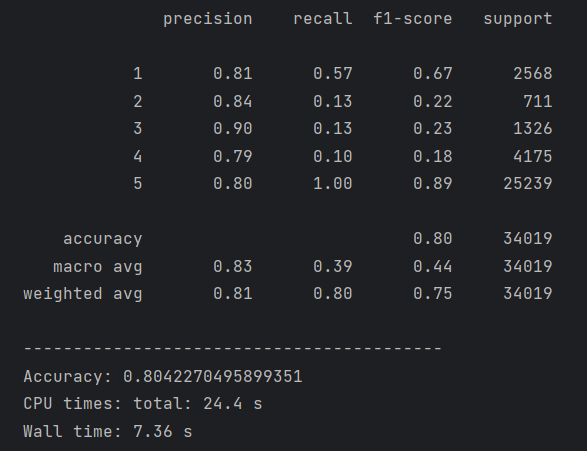 precision recall f1-score support
1 0.81 0.57 0.67 2568
2 0.84 0.13 0.22 711
3 0.90 0.13 0.23 1326
4 0.79 0.10 0.18 4175
5 0.80 1.00 0.89 25239
accuracy 0.80 34019
macro avg 0.83 0.39 0.44 34019
weighted avg 0.81 0.80 0.75 34019
------------------------------------------
Accuracy: 0.8042270495899351
CPU times: total: 24.4 s
Wall time: 7.36 s